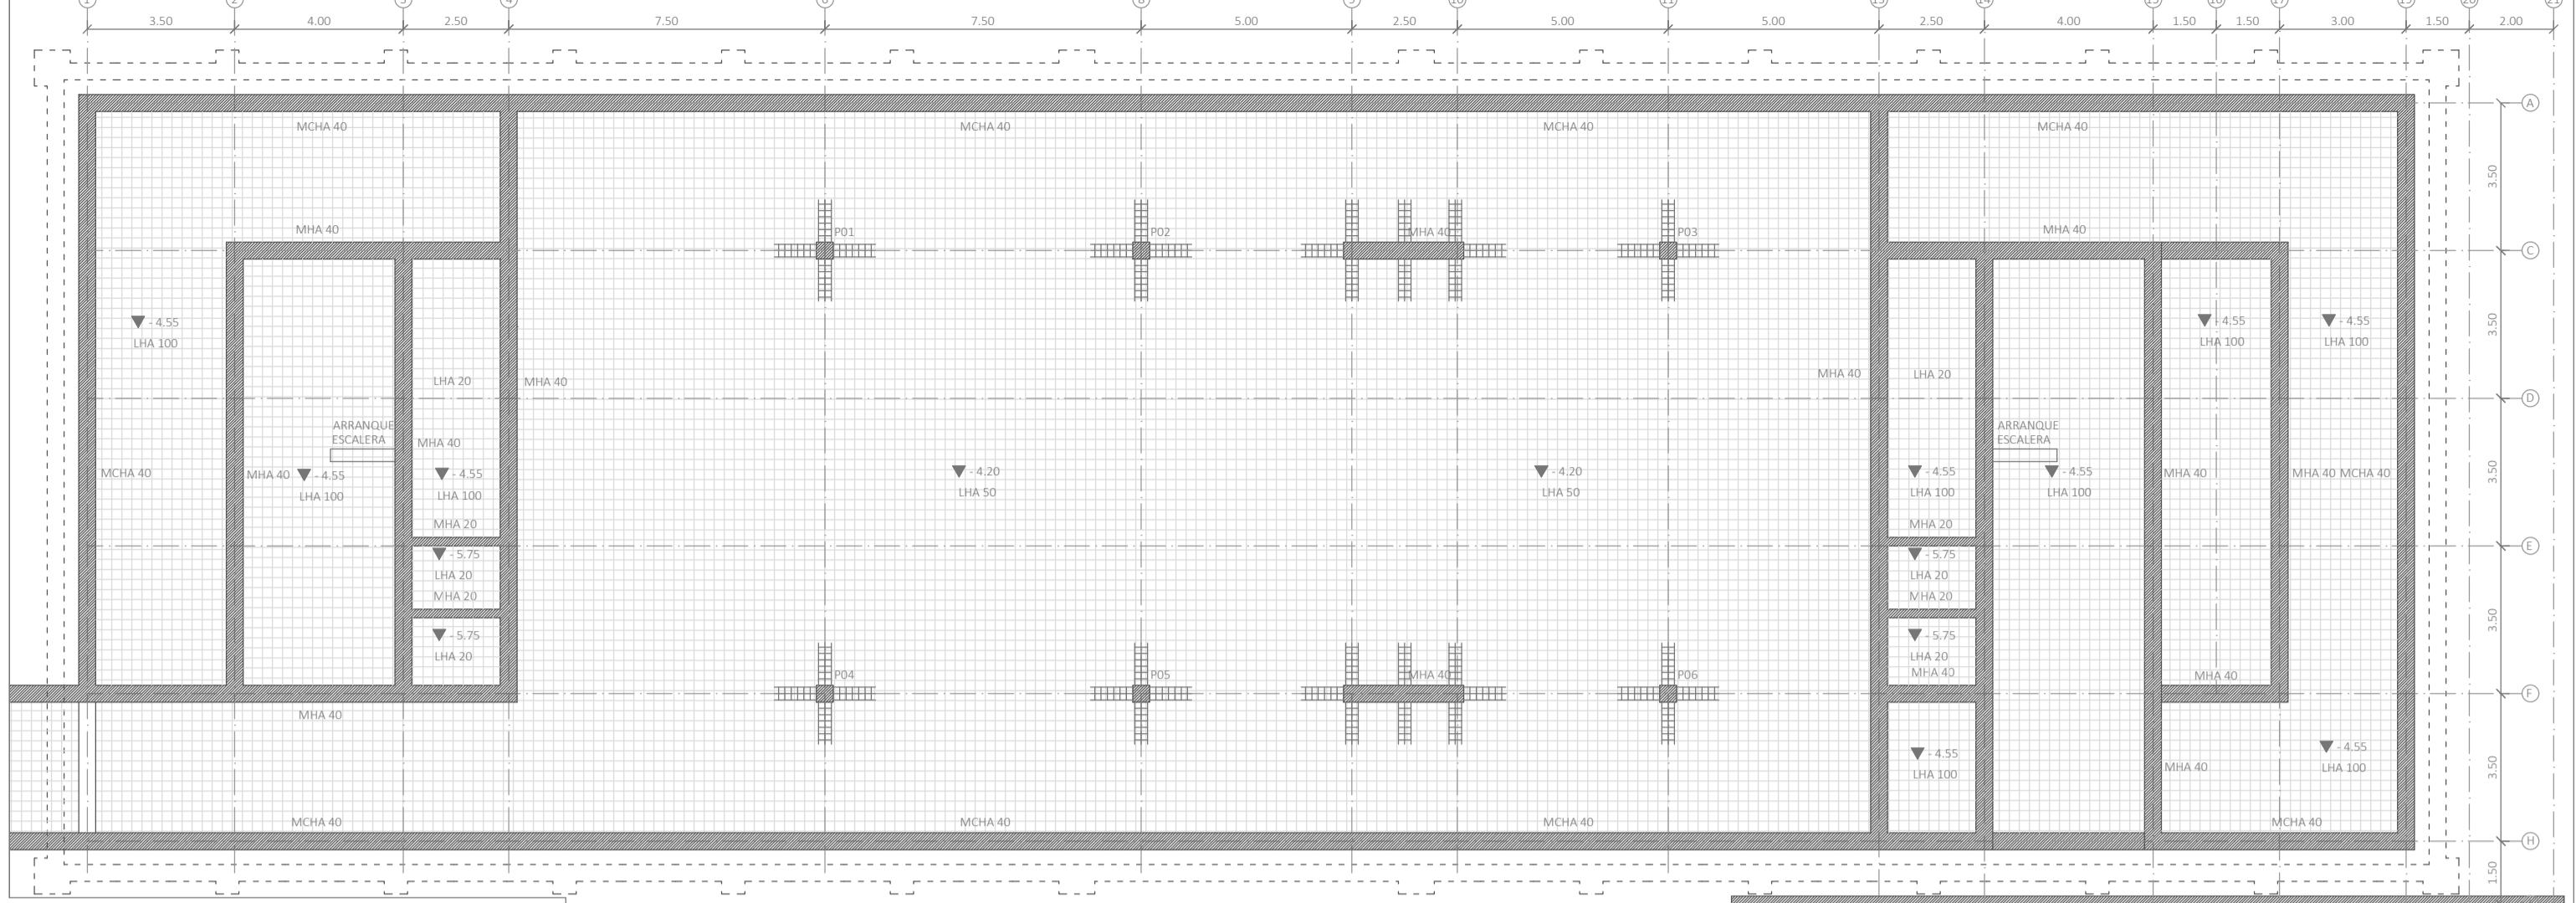 3.50 4.00 2.50 7.50 7.50 5.00 2.50 5.00 5.00 2.50 4.00 1.50 1.50 3.00 1.50 2.00
A
MCHA 40 MCHA 40 MCHA 40 MCHA 40
3.50
MHA 40 P01 P02 MHA 40 P03 MHA 40
C
- 4.55 - 4.55 - 4.55
LHA 100 LHA 100 LHA 100
3.50
LHA 20 MHA 40 MHA 40 LHA 20
D
ARRANQUE ARRANQUE
ESCALERA MHA 40 ESCALERA
MCHA 40 MHA 40 - 4.55 - 4.55 - 4.20 - 4.20 - 4.55 - 4.55 MHA 40 MHA 40 MCHA 40
3.50
LHA 100 LHA 100 LHA 50 LHA 50 LHA 100 LHA 100
MHA 20 MHA 20
E
- 5.75 - 5.75
LHA 20 LHA 20
MHA 20 MHA 20
3.50
- 5.75 - 5.75
LHA 20 LHA 20
P04 P05 MHA 40 P06 MHA 40 MHA 40
F
MHA 40
- 4.55 - 4.55
LHA 100 MHA 40 LHA 100
3.50
MCHA 40 MCHA 40 MCHA 40 MCHA 40
H
1.50